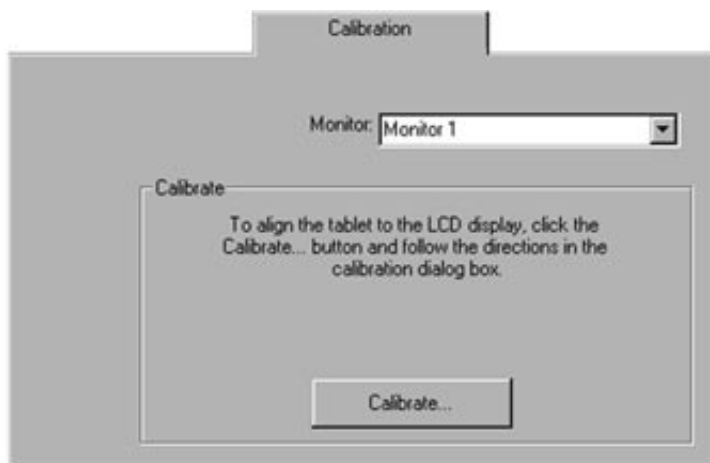 Calibration
Monitor: Monitor 1
Calibrate
To align the tablet to the LCD display, click the
Calibrate... button and follow the directions in the
calibration dialog box.
Calibrate...